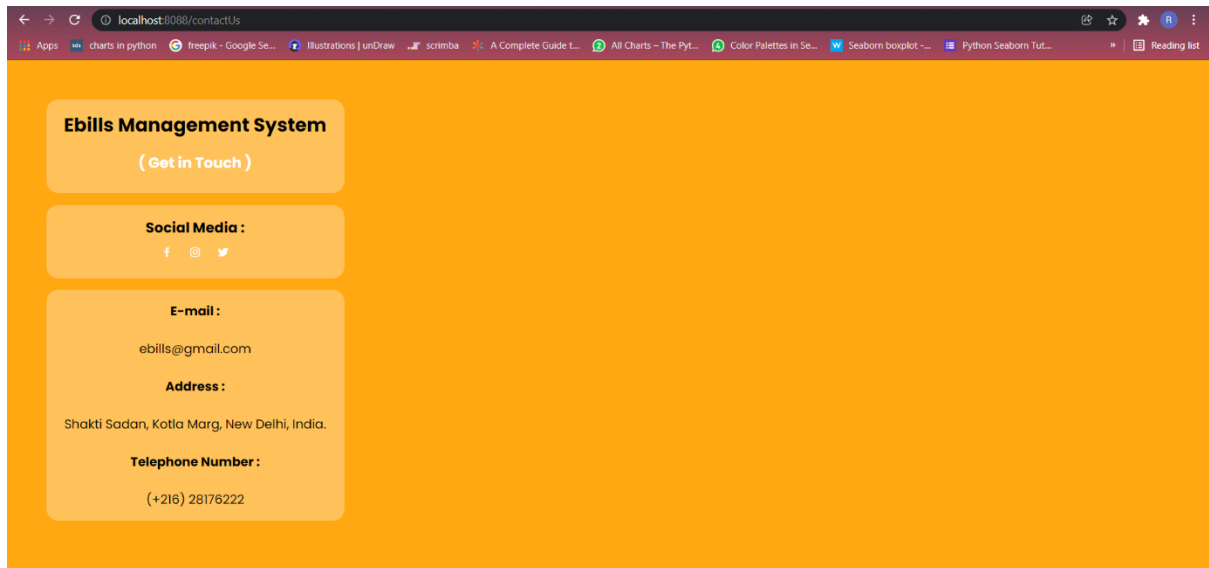 localhost:8088/contactUs
R
Apps charts in python freepik - Google Se... Illustrations | unDraw scrimba A Complete Guide t... All Charts – The Pyt... Color Palettes in Se... Seaborn boxplot -... Python Seaborn Tut... » Reading list
Ebills Management System
( Get in Touch )
Social Media :
E-mail :
ebills@gmail.com
Address :
Shakti Sadan, Kotla Marg, New Delhi, India.
Telephone Number :
(+216) 28176222